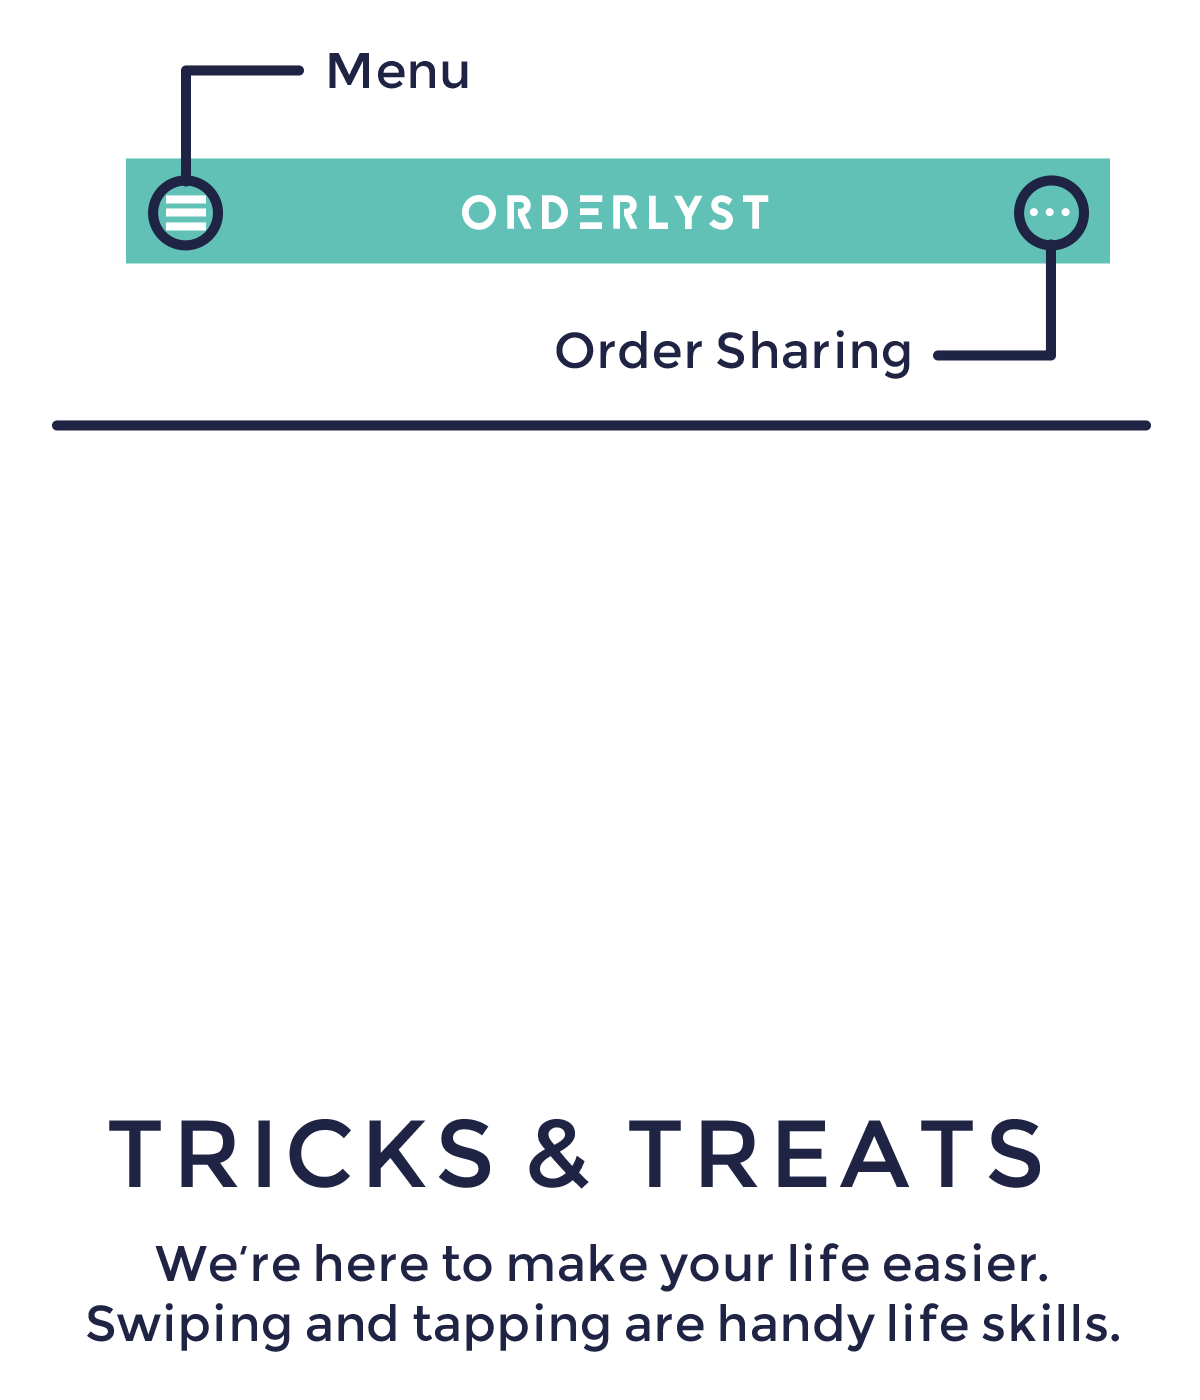 Menu
ORDERLYST
Order Sharing
TRICKS & TREATS
We’re here to make your life easier.
Swiping and tapping are handy life skills.